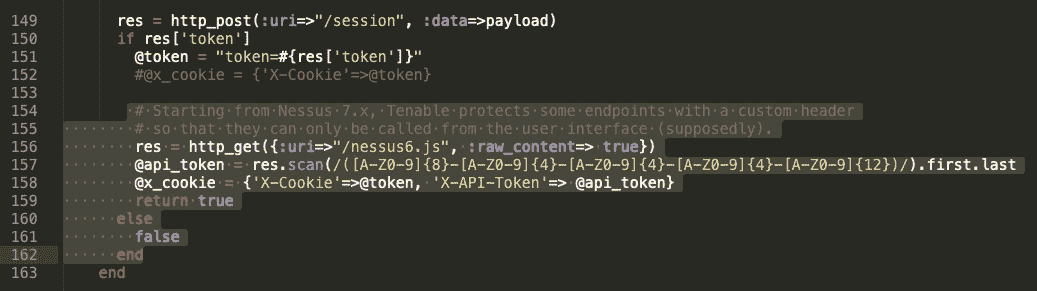 149 res = http_post(:uri=>"/session", :data=>payload)
150 if res['token']
151 @token = "token=#{res['token']}"
152 #@x_cookie = {'X-Cookie'=>@token}
153
154 # Starting from Nessus 7.x, Tenable protects some endpoints with a custom header
155 # so that they can only be called from the user interface (supposedly).
156 res = http_get({:uri=>"/nessus6.js", :raw_content=> true})
157 @api_token = res.scan(/([A-Z0-9]{8}-[A-Z0-9]{4}-[A-Z0-9]{4}-[A-Z0-9]{4}-[A-Z0-9]{12})/).first.last
158 @x_cookie = {'X-Cookie'=>@token, 'X-API-Token'=> @api_token}
159 return true
160 else
161 false
162 end
163 end